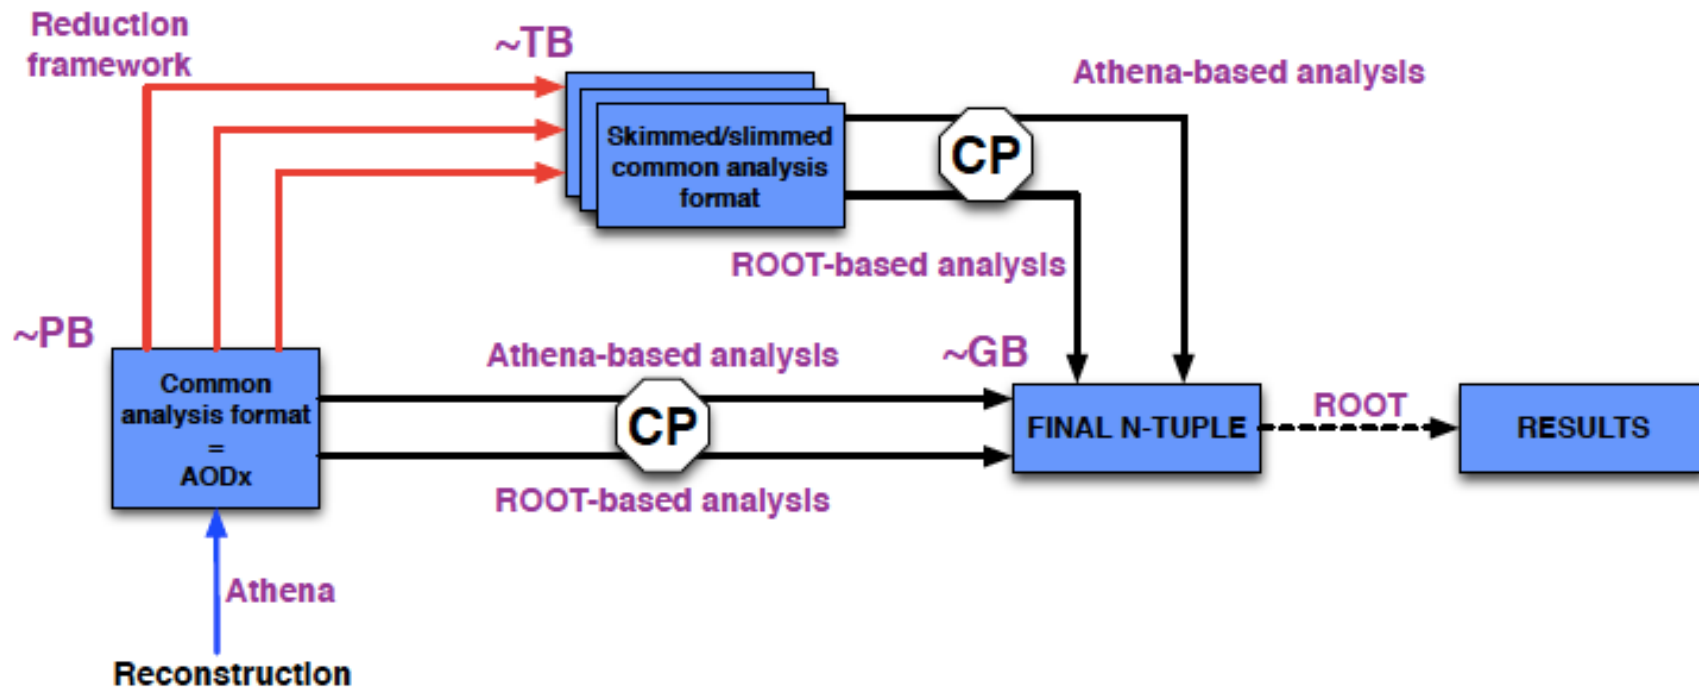 Reduction
framework
~TB
Athena-based analysis
Skimmed/slimmed
common analysis
format
CP
ROOT-based analysis
~PB
Common
analysis format
=
AODx
Athena-based analysis
~GB
CP
ROOT-based analysis
FINAL N-TUPLE
ROOT
RESULTS
Athena
Reconstruction